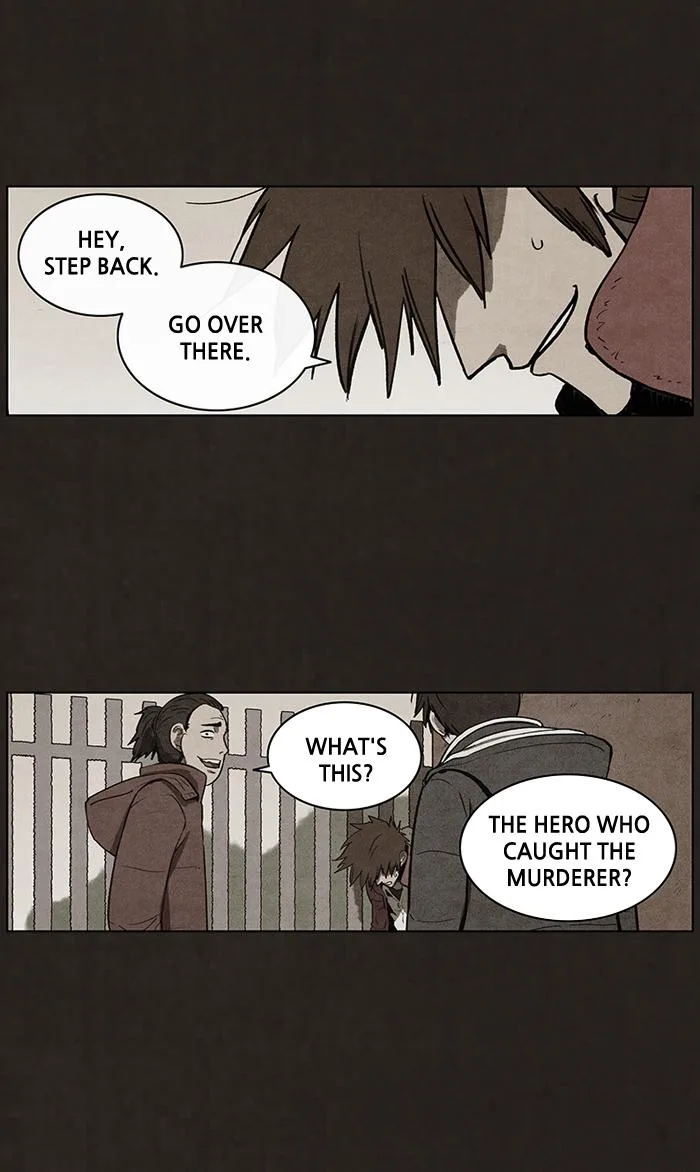 HEY,
STEP BACK.
GO OVER
THERE.
WHAT'S
THIS?
THE HERO WHO
CAUGHT THE
MURDERER?